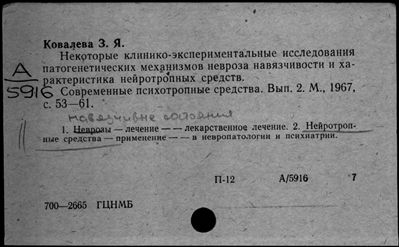 Ковалева З. Я.
Некоторые клинико-экспериментальные исследования
патогенетических механизмов невроза навязчивости и ха-
рактеристика нейротропных средств.
А
5916
Современные психотропные средства. Вып. 2. М., 1967,
с. 53—61.
навязчивые состояния
1. Неврозы — лечение — — лекарственное лечение. 2. Нейротроп-
ные средства — применение — — в невропатологии и психиатрии.
П-12 А/5916 7
700—2665 ГЦНМБ